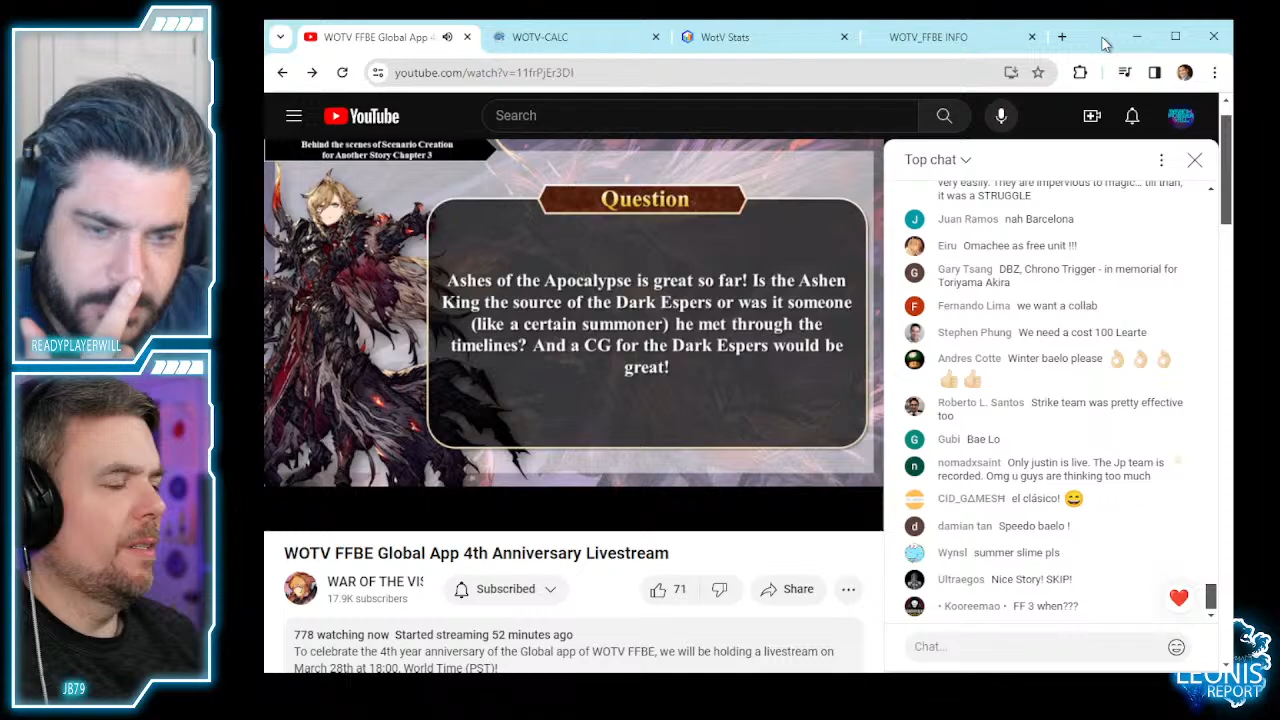 WOTV FFBE Global App 4
WOTV-CALC
WotV Stats
WOTV_FFBE INFO
youtube.com/watch?v=11frPjEr3DI
YouTube
Search
Behind the scenes of Scenario Creation
for Another Story Chapter 3
Question
Ashes of the Apocalypse is great so far! Is the Ashen
King the source of the Dark Espers or was it someone
(like a certain summoner) he met through the
timelines? And a CG for the Dark Espers would be
great!
WOTV FFBE Global App 4th Anniversary Livestream
WAR OF THE VIS
17.9K subscribers
Subscribed
71
Share
778 watching now Started streaming 52 minutes ago
To celebrate the 4th year anniversary of the Global app of WOTV FFBE, we will be holding a livestream on
March 28th at 18:00, World Time (PST)!
Top chat
very easily. They are impervious to magic... till than,
it was a STRUGGLE
J Juan Ramos nah Barcelona
Eiru Omachee as free unit !!!
G Gary Tsang DBZ, Chrono Trigger - in memorial for
Toriyama Akira
F Fernando Lima we want a collab
Stephen Phung We need a cost 100 Learte
Andres Cotte Winter baelo please 👌🏻👌🏻👌🏻
👍🏻👍🏻
Roberto L. Santos Strike team was pretty effective
too
G Gubi Bae Lo
n nomadxsaint Only justin is live. The Jp team is
recorded. Omg u guys are thinking too much
CID_GΔMESĦ el clásico! 😄
d damian tan Speedo baelo !
Wynsl summer slime pls
Ultraegos Nice Story! SKIP!
• Kooreemao • FF 3 when???
Chat...
READYPLAYERWILL
JB79
LEONIS
REPORT